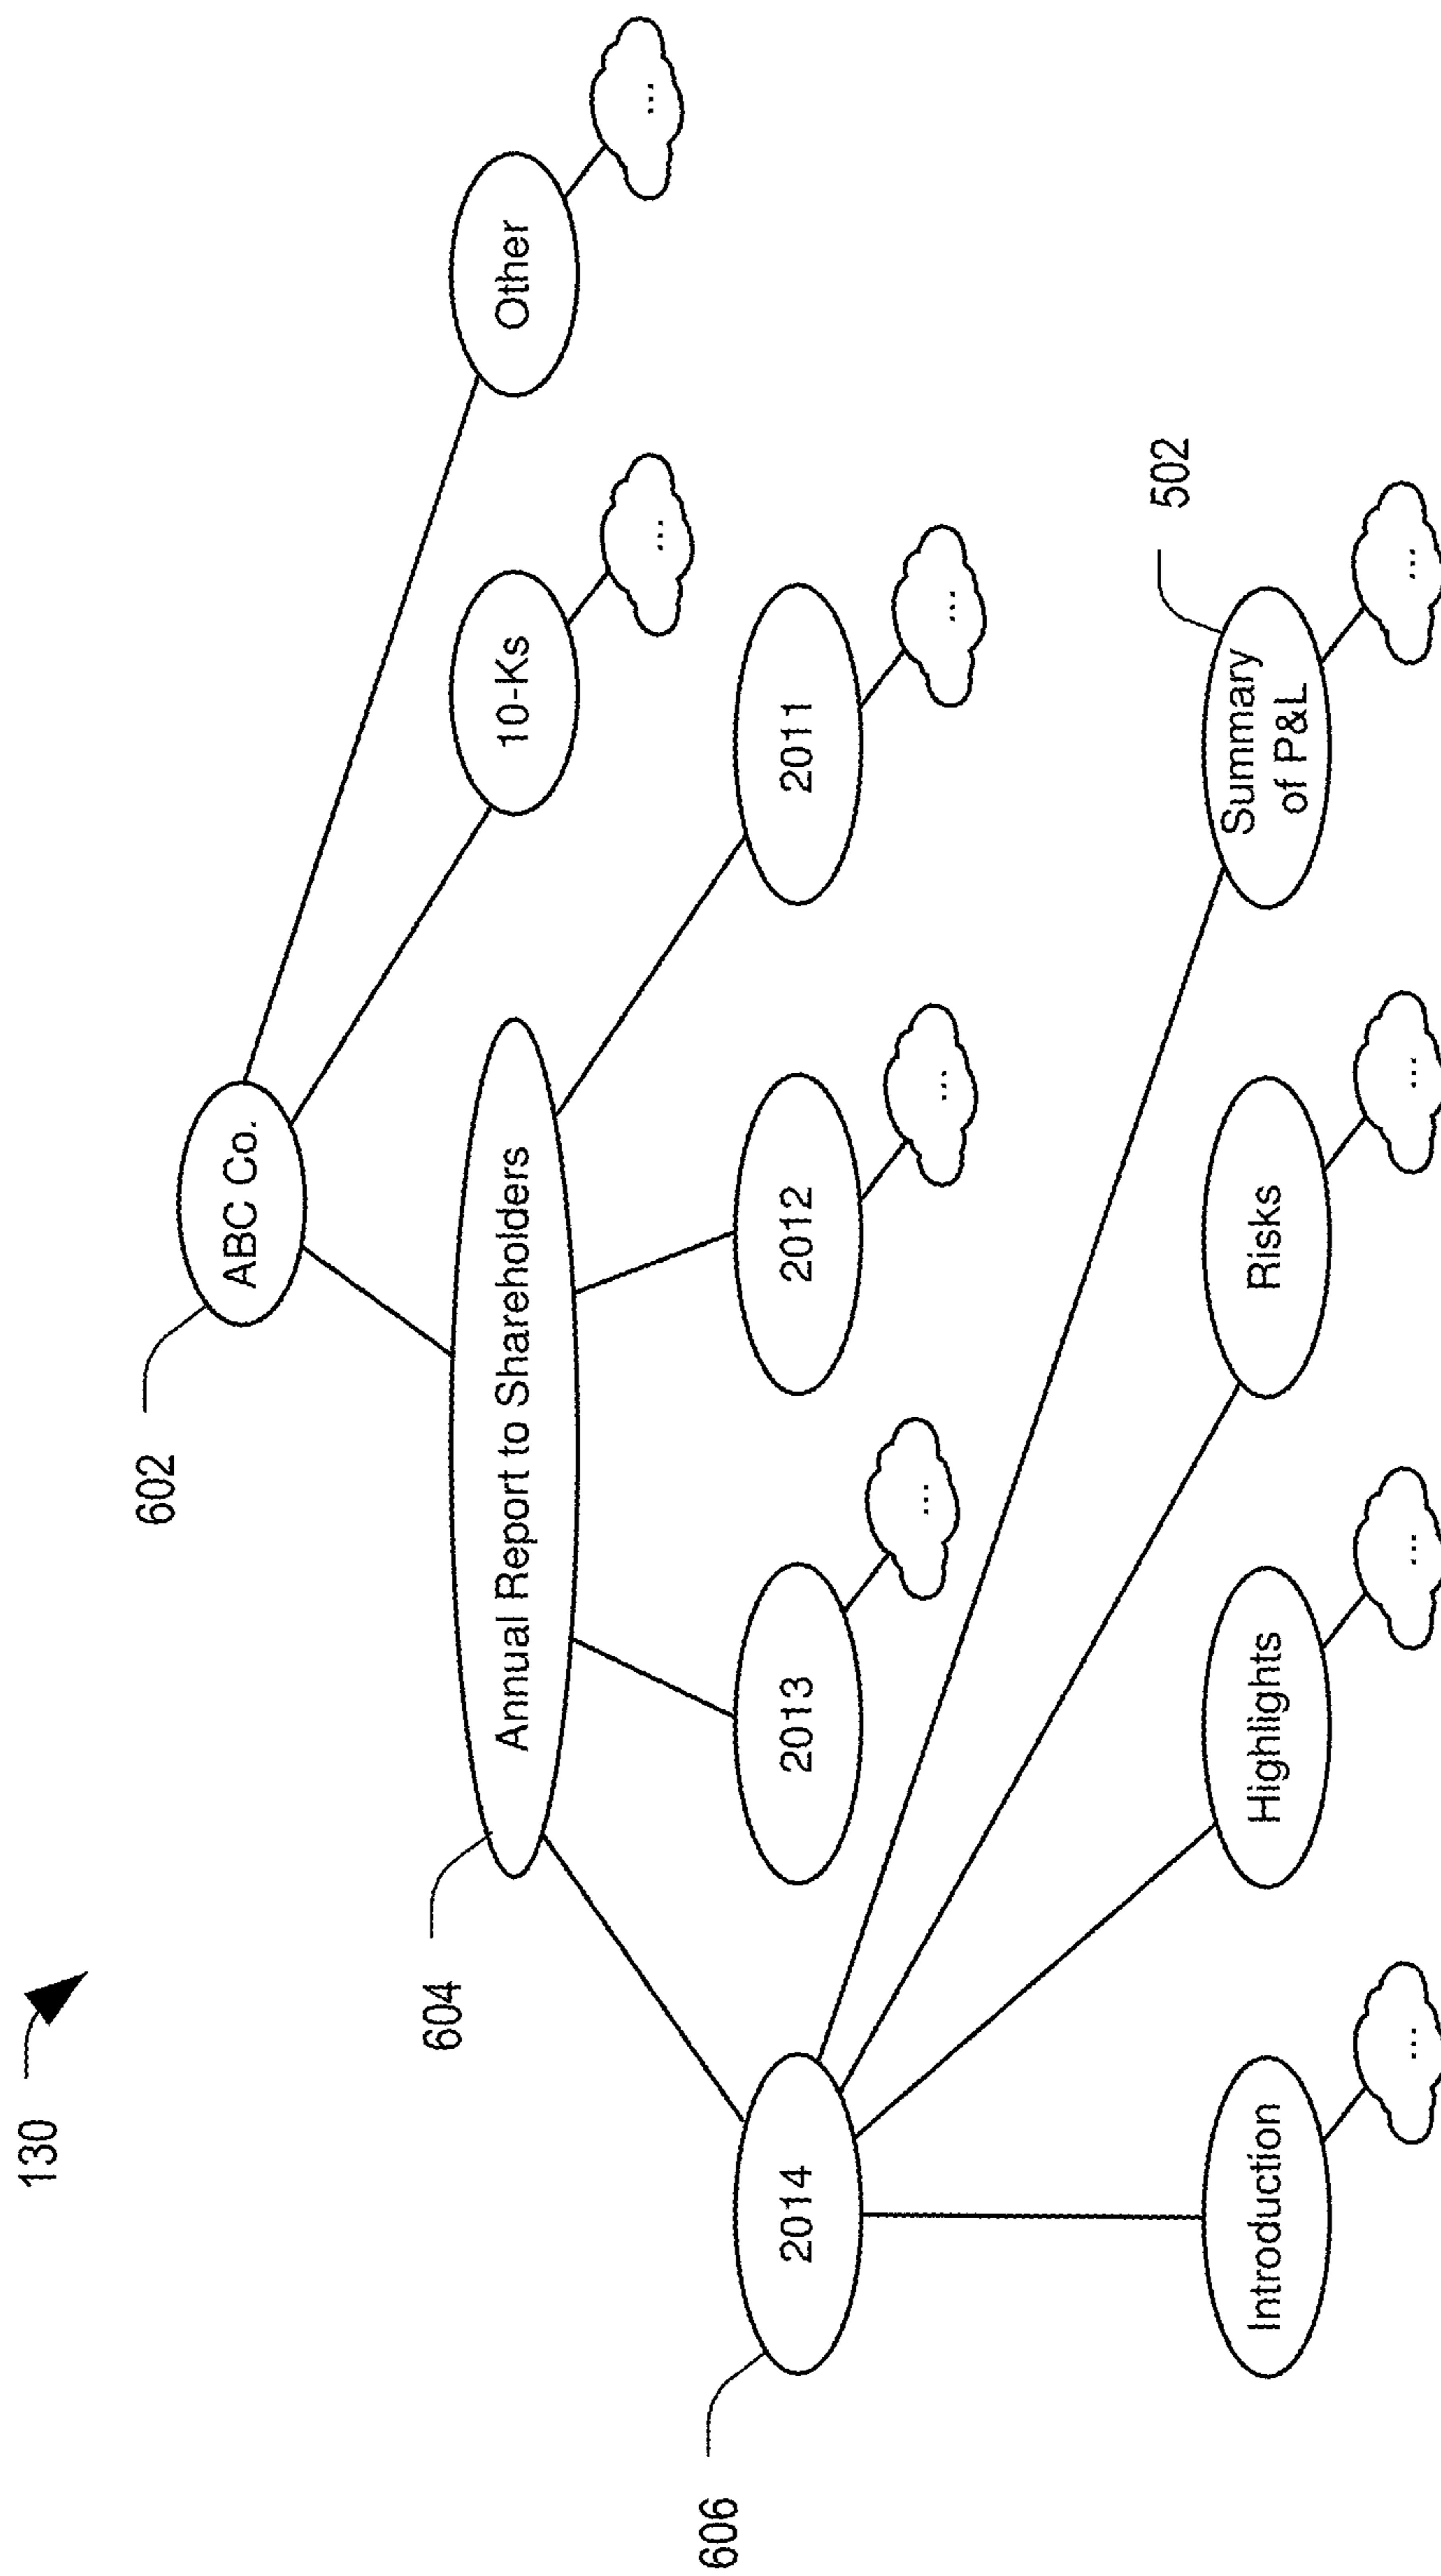 130
602
ABC Co.
604
Annual Report to Shareholders
10-Ks
...
Other
...
606
2014
2013
...
2012
...
2011
...
502
Introduction
...
Highlights
...
Risks
...
Summary
of P&L
...